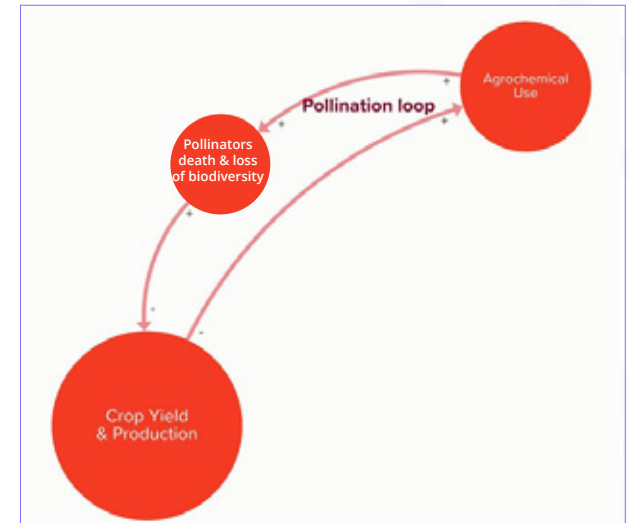 Agrochemical
Use
+
Pollination loop
+
+
Pollinators
death & loss
of biodiversity
+
-
-
Crop Yield
& Production